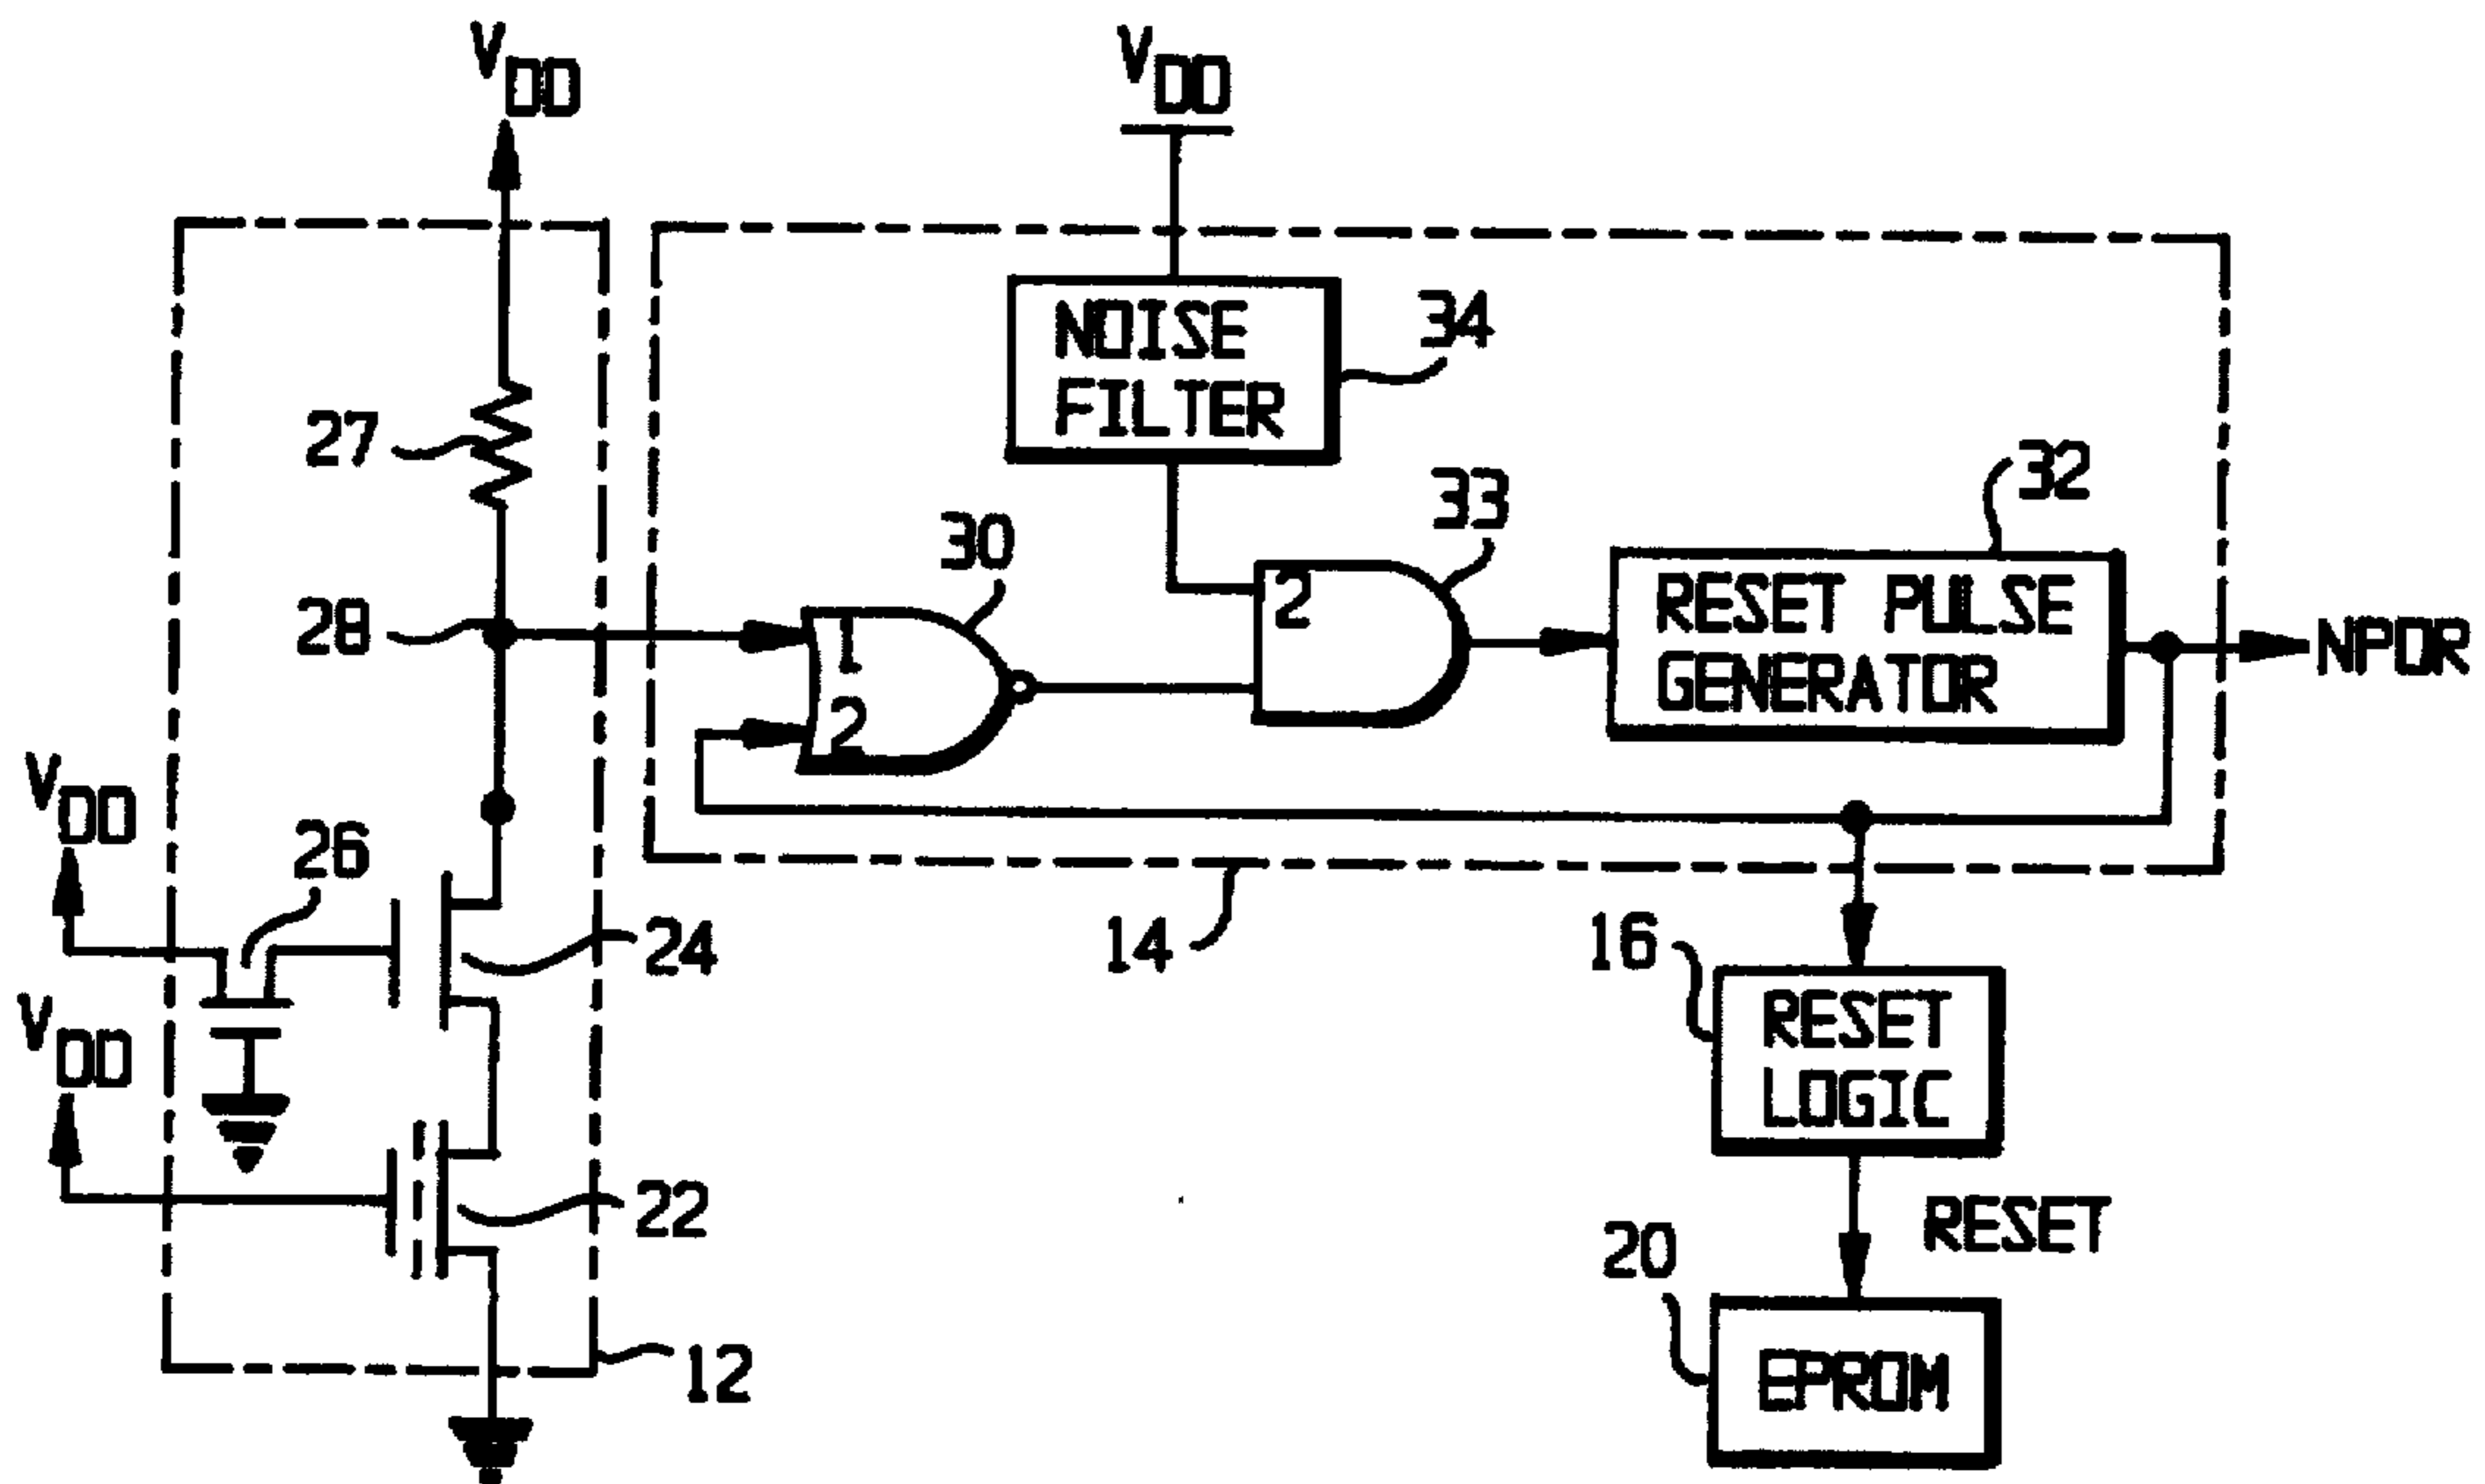 VDD
VDD
NOISE
FILTER
34
27
30
33
32
28
1
2
2
RESET PULSE
GENERATOR
NPOR
VDD
26
24
14
16
RESET
LOGIC
VDD
22
RESET
20
12
EPROM